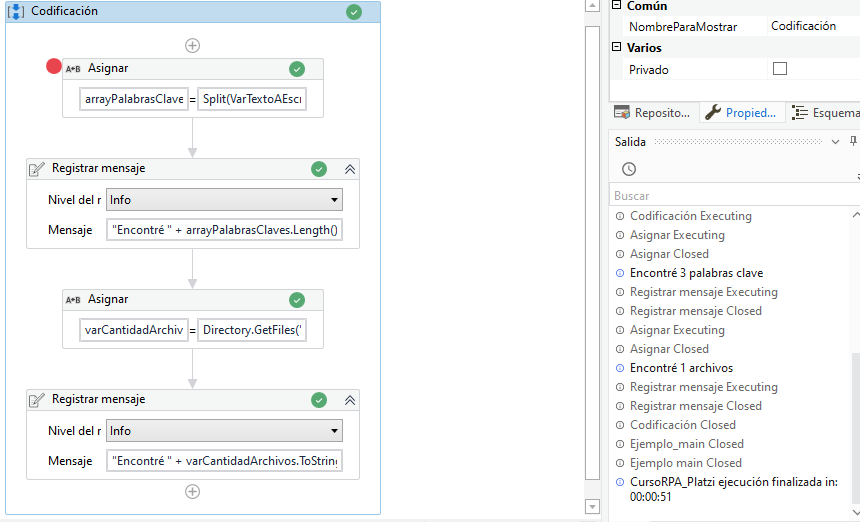 Codificación
A+B Asignar
arrayPalabrasClave = Split(VarTextoAEscr
Registrar mensaje
Nivel del r Info
Mensaje "Encontré " + arrayPalabrasClaves.Length()
A+B Asignar
varCantidadArchiv = Directory.GetFiles("
Registrar mensaje
Nivel del r Info
Mensaje "Encontré " + varCantidadArchivos.ToString
Común
NombreParaMostrar Codificación
Varios
Privado
Reposito... Propied... Esquema
Salida
Buscar
Codificación Executing
Asignar Executing
Asignar Closed
Encontré 3 palabras clave
Registrar mensaje Executing
Registrar mensaje Closed
Asignar Executing
Asignar Closed
Encontré 1 archivos
Registrar mensaje Executing
Registrar mensaje Closed
Codificación Closed
Ejemplo_main Closed
Ejemplo main Closed
CursoRPA_Platzi ejecución finalizada in:
00:00:51